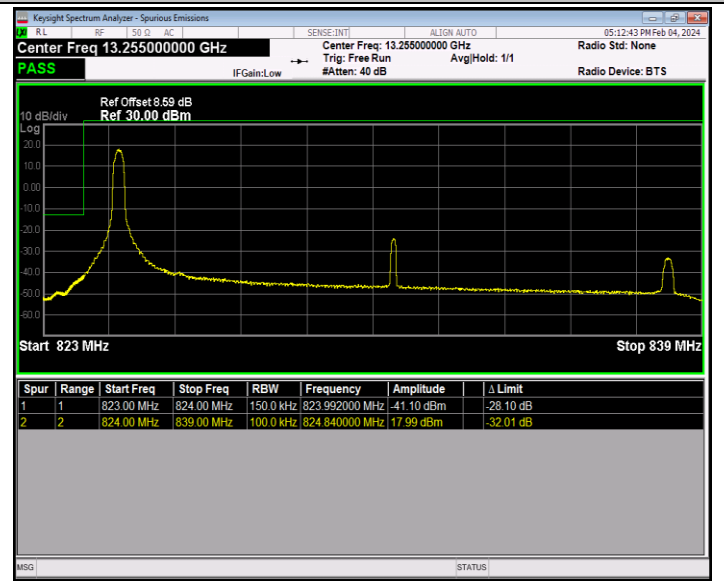 Keysight Spectrum Analyzer - Spurious Emissions
RL RF 50 Ω AC SENSE:INT ALIGN AUTO 05:12:43 PM Feb 04, 2024
Center Freq 13.255000000 GHz Center Freq: 13.255000000 GHz Radio Std: None
Trig: Free Run Avg|Hold: 1/1
PASS IFGain:Low #Atten: 40 dB Radio Device: BTS
Ref Offset 8.59 dB
10 dB/div Ref 30.00 dBm
Log
20.0
10.0
0.00
-10.0
-20.0
-30.0
-40.0
-50.0
-60.0
Start 823 MHz Stop 839 MHz
Spur Range Start Freq Stop Freq RBW Frequency Amplitude Δ Limit
1 1 823.00 MHz 824.00 MHz 150.0 kHz 823.992000 MHz -41.10 dBm -28.10 dB
2 2 824.00 MHz 839.00 MHz 100.0 kHz 824.840000 MHz 17.99 dBm -32.01 dB
MSG STATUS